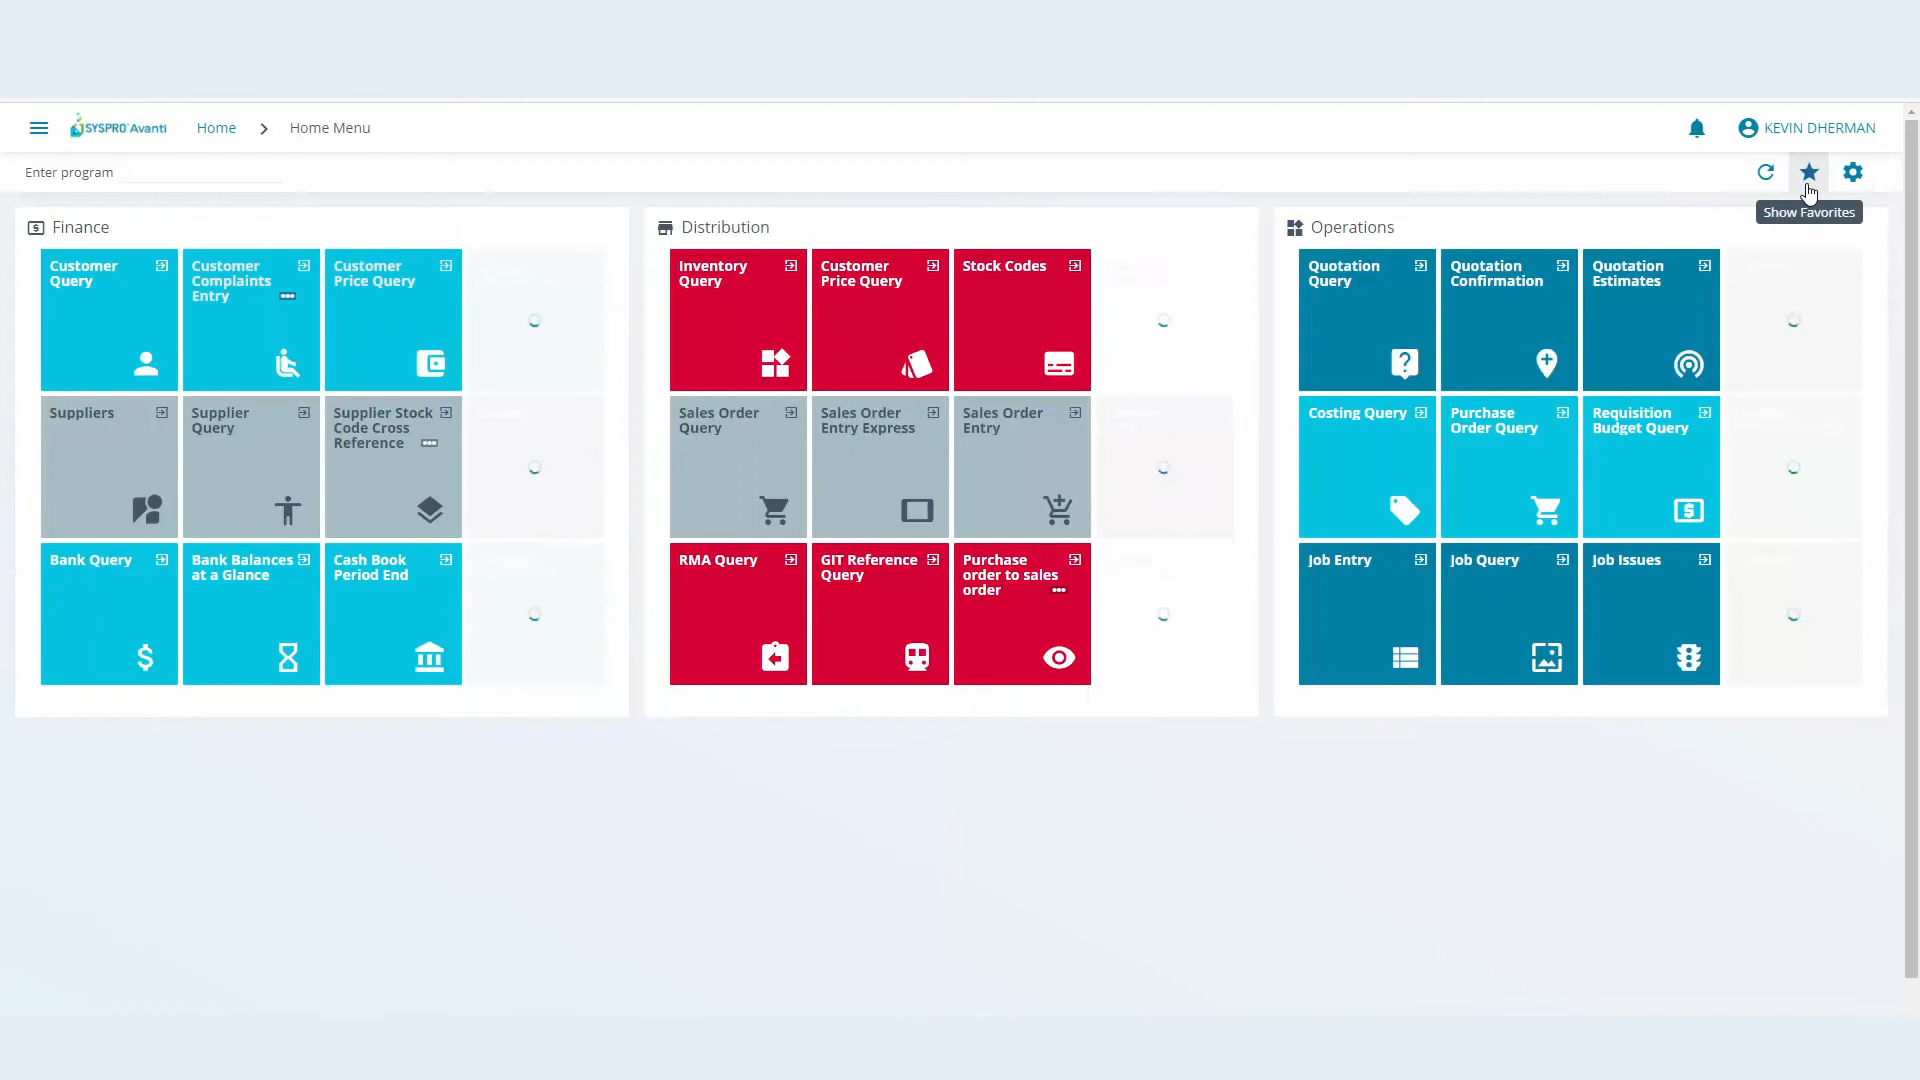 SYSPRO Avanti
Home
Home Menu
KEVIN DHERMAN
Enter program
Show Favorites
Finance
Distribution
Operations
Customer
Query
Customer
Complaints
Entry
Customer
Price Query
Inventory
Query
Customer
Price Query
Stock Codes
Quotation
Query
Quotation
Confirmation
Quotation
Estimates
Suppliers
Supplier
Query
Supplier Stock
Code Cross
Reference
Sales Order
Query
Sales Order
Entry Express
Sales Order
Entry
Costing Query
Purchase
Order Query
Requisition
Budget Query
Bank Query
Bank Balances
at a Glance
Cash Book
Period End
RMA Query
GIT Reference
Query
Purchase
order to sales
order
Job Entry
Job Query
Job Issues